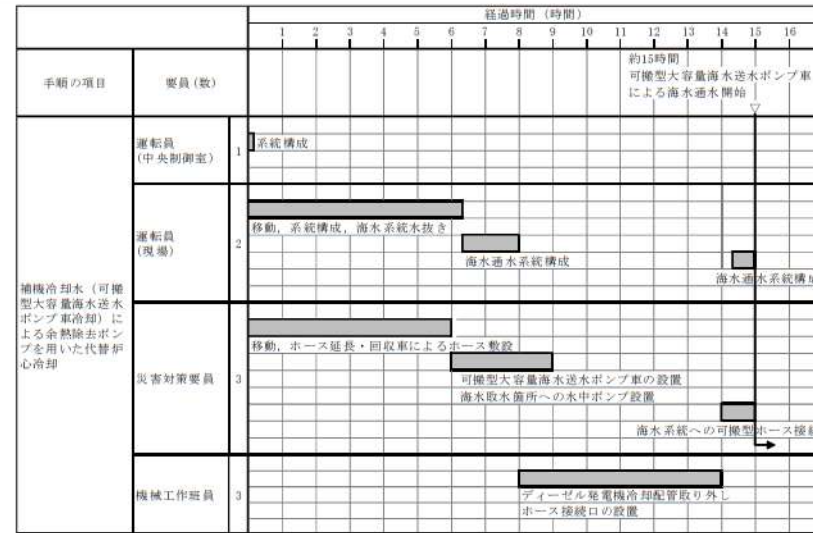 経過時間（時間）
1 2 3 4 5 6 7 8 9 10 11 12 13 14 15 16
手順の項目
要員（数）
約15時間
可搬型大容量海水送水ポンプ車
による海水通水開始
▽
補機冷却水（可搬
型大容量海水送水
ポンプ車冷却）に
よる余熱除去ポン
プを用いた代替炉
心冷却
運転員
（中央制御室）
1
系統構成
運転員
（現場）
2
移動，系統構成，海水系統水抜き
海水通水系統構成
海水通水系統構成
災害対策要員
3
移動，ホース延長・回収車によるホース敷設
可搬型大容量海水送水ポンプ車の設置
海水取水箇所への水中ポンプ設置
海水系統への可搬型ホース接続
機械工作班員
3
ディーゼル発電機冷却配管取り外し
ホース接続口の設置